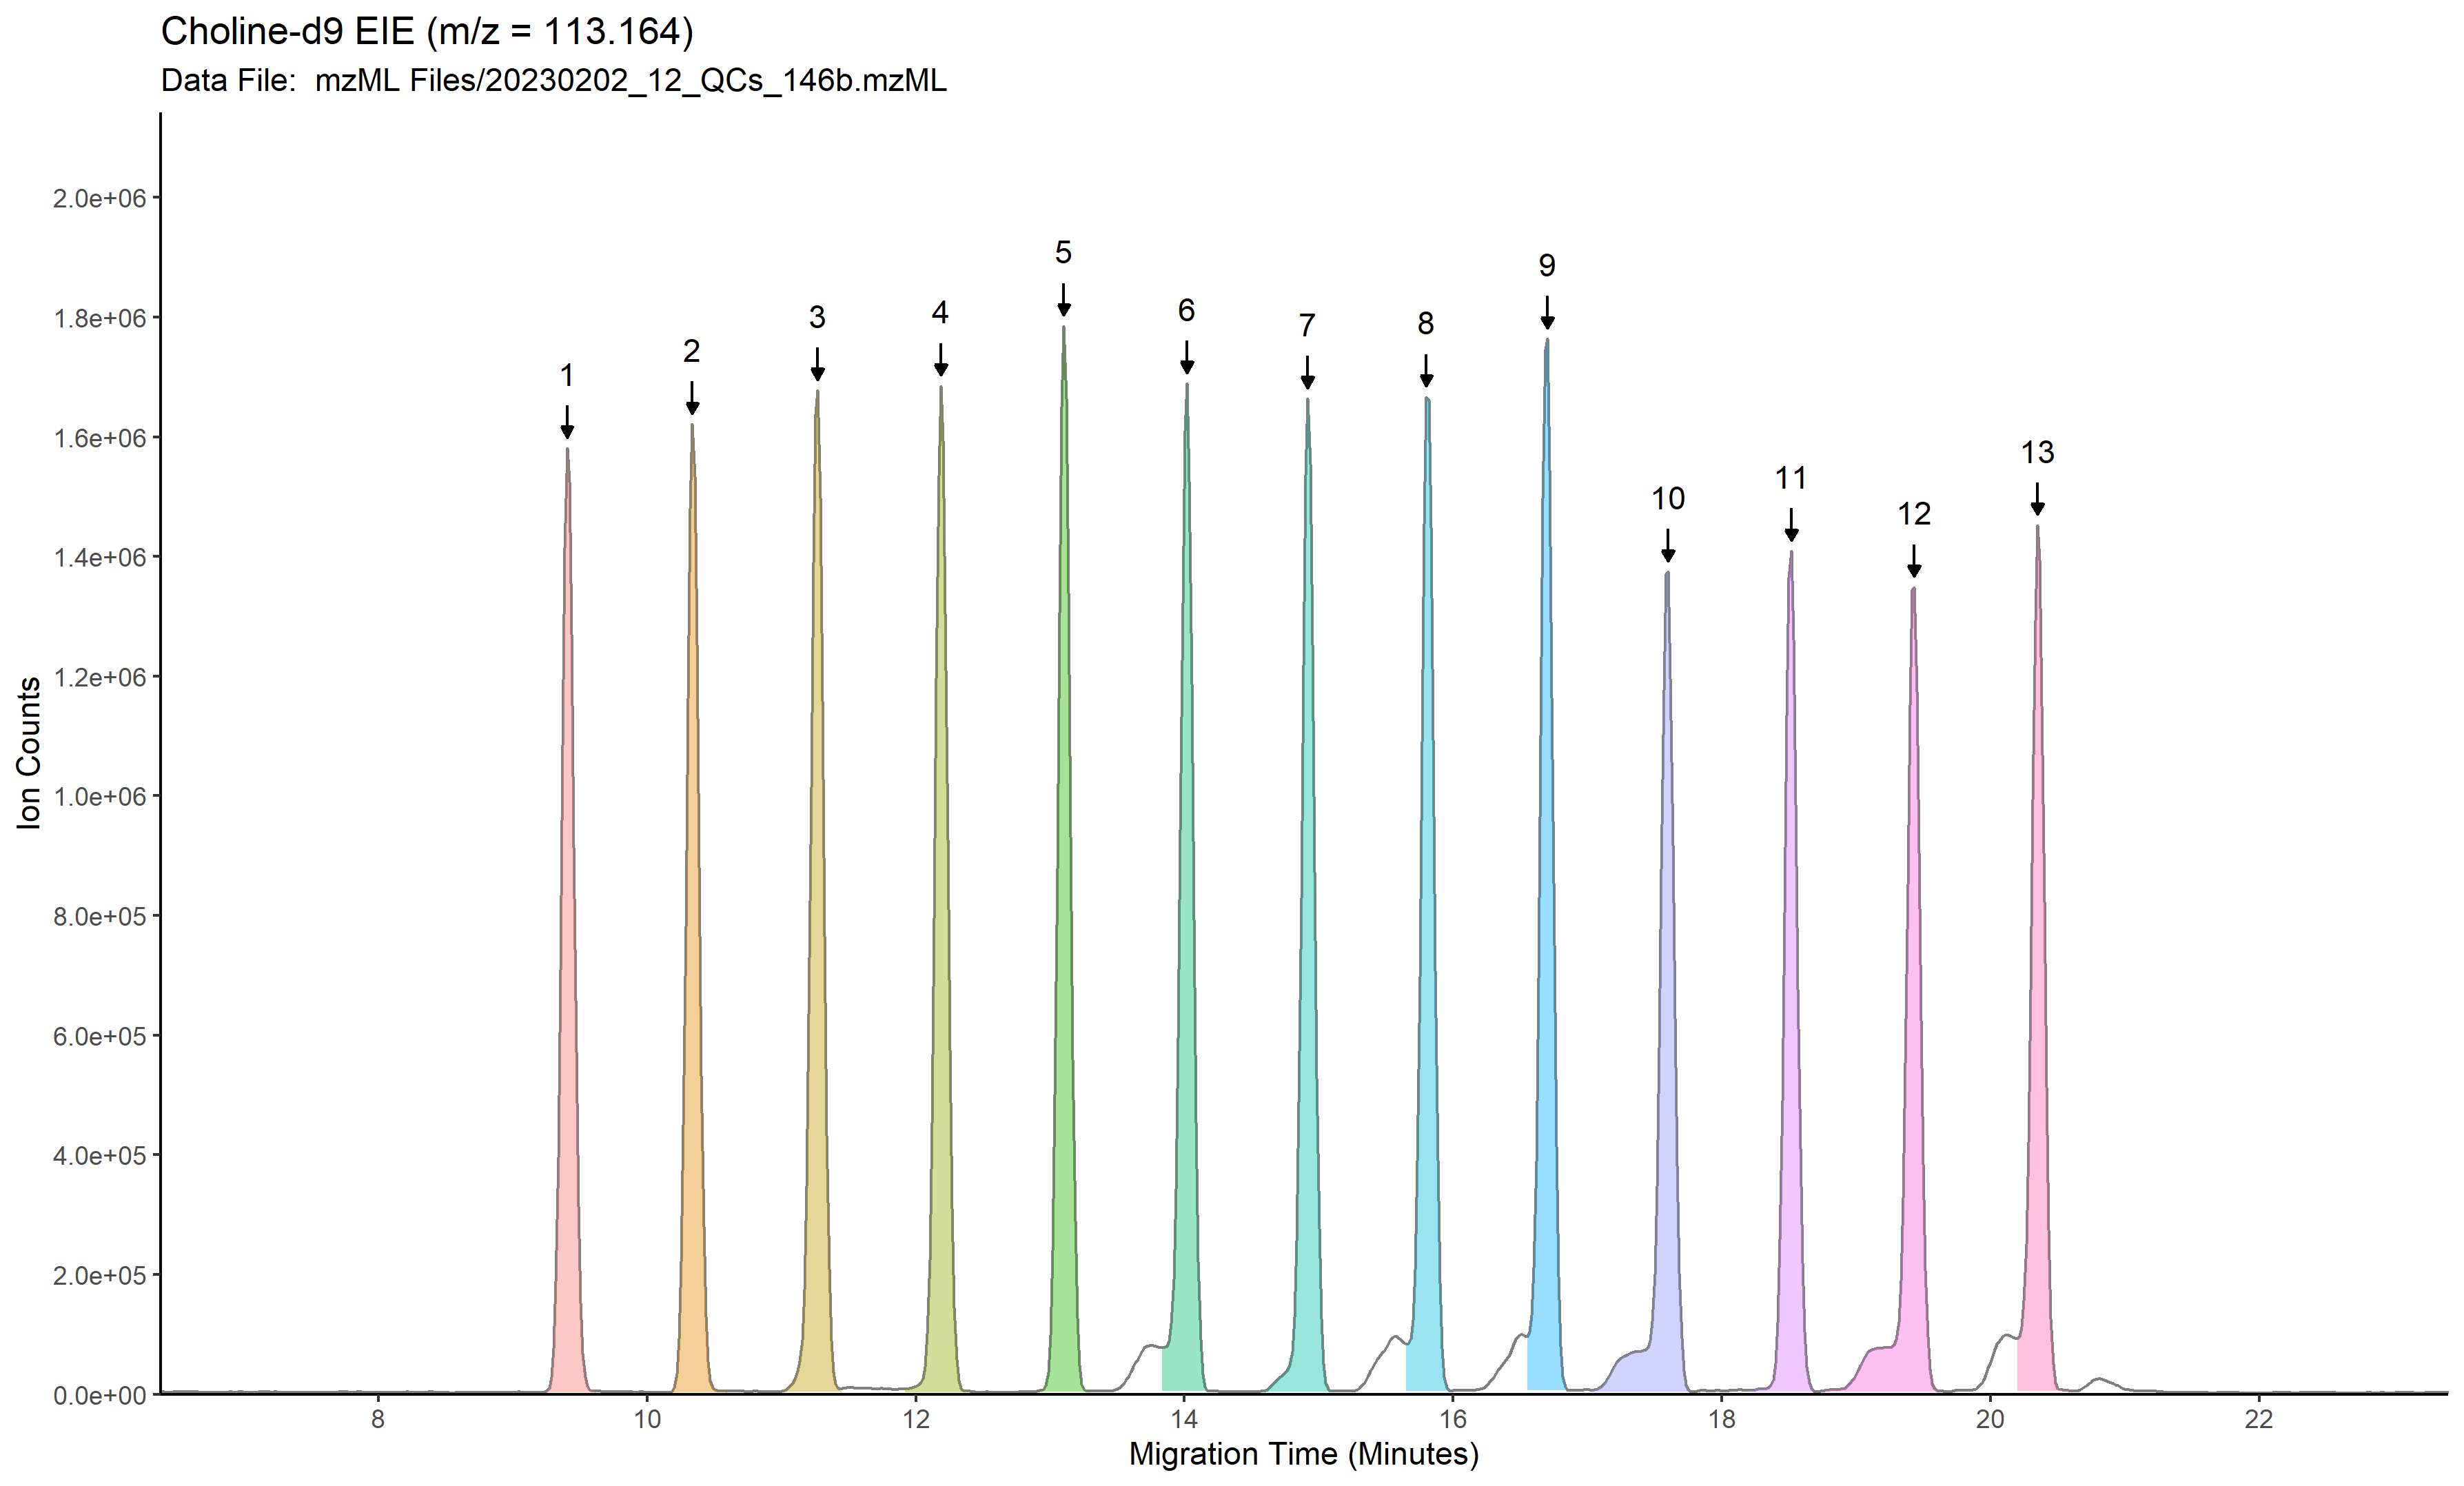 Choline-d9 EIE (m/z = 113.164)
Data File:  mzML Files/20230202_12_QCs_146b.mzML
Ion Counts
2.0e+06
1.8e+06
1.6e+06
1.4e+06
1.2e+06
1.0e+06
8.0e+05
6.0e+05
4.0e+05
2.0e+05
0.0e+00
1
2
3
4
5
6
7
8
9
10
11
12
13
8 10 12 14 16 18 20 22
Migration Time (Minutes)